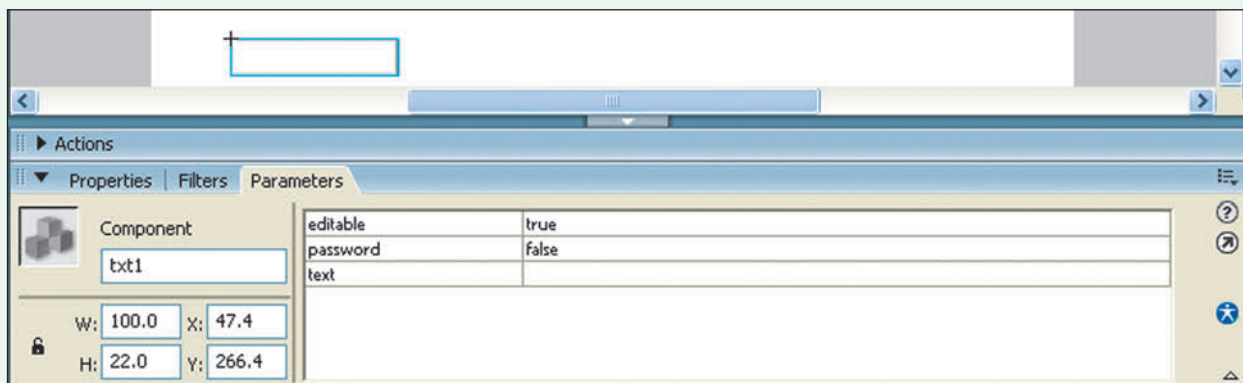 Actions
Properties Filters Parameters
Component
txt1
editable true
password false
text
W: 100.0 X: 47.4
H: 22.0 Y: 266.4